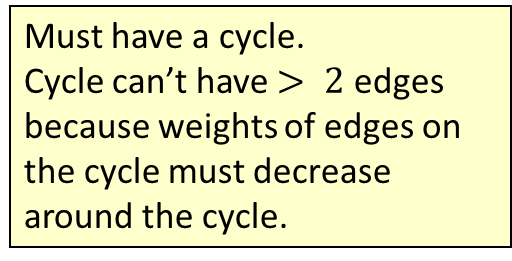 Must have a cycle.
Cycle can’t have > 2 edges
because weights of edges on
the cycle must decrease
around the cycle.